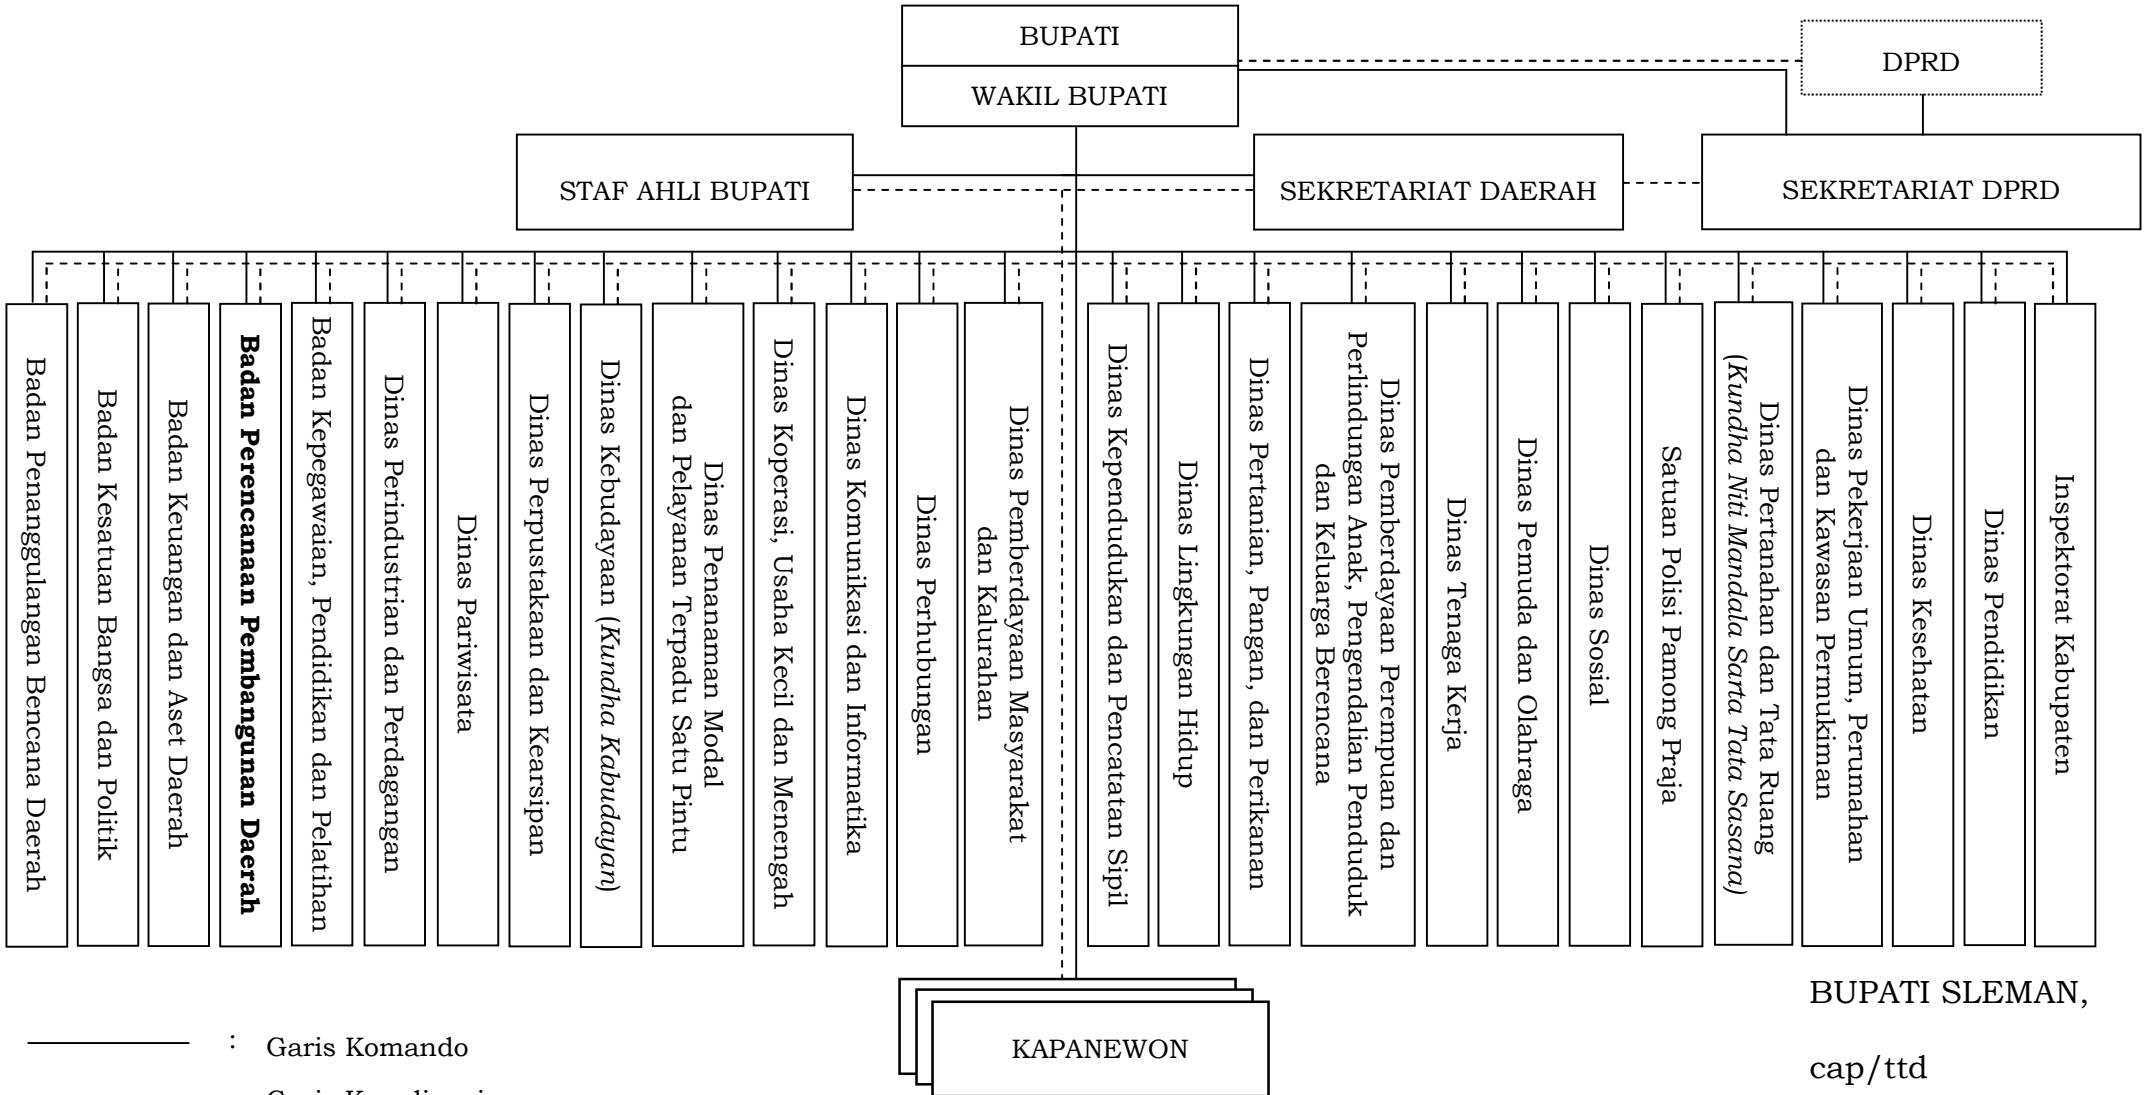 BUPATI
WAKIL BUPATI
DPRD
STAF AHLI BUPATI
SEKRETARIAT DAERAH
SEKRETARIAT DPRD
Badan Penanggulangan Bencana Daerah
Badan Kesatuan Bangsa dan Politik
Badan Keuangan dan Aset Daerah
Badan Perencanaan Pembangunan Daerah
Badan Kepegawaian, Pendidikan dan Pelatihan
Dinas Perindustrian dan Perdagangan
Dinas Pariwisata
Dinas Perpustakaan dan Kearsipan
Dinas Kebudayaan (Kundha Kabudayan)
Dinas Penanaman Modal
dan Pelayanan Terpadu Satu Pintu
Dinas Koperasi, Usaha Kecil dan Menengah
Dinas Komunikasi dan Informatika
Dinas Perhubungan
Dinas Pemberdayaan Masyarakat
dan Kalurahan
Dinas Kependudukan dan Pencatatan Sipil
Dinas Lingkungan Hidup
Dinas Pertanian, Pangan, dan Perikanan
Dinas Pemberdayaan Perempuan dan
Perlindungan Anak, Pengendalian Penduduk
dan Keluarga Berencana
Dinas Tenaga Kerja
Dinas Pemuda dan Olahraga
Dinas Sosial
Satuan Polisi Pamong Praja
Dinas Pertanahan dan Tata Ruang
(Kundha Niti Mandala Sarta Tata Sasana)
Dinas Pekerjaan Umum, Perumahan
dan Kawasan Permukiman
Dinas Kesehatan
Dinas Pendidikan
Inspektorat Kabupaten
KAPANEWON
: Garis Komando
BUPATI SLEMAN,
cap/ttd